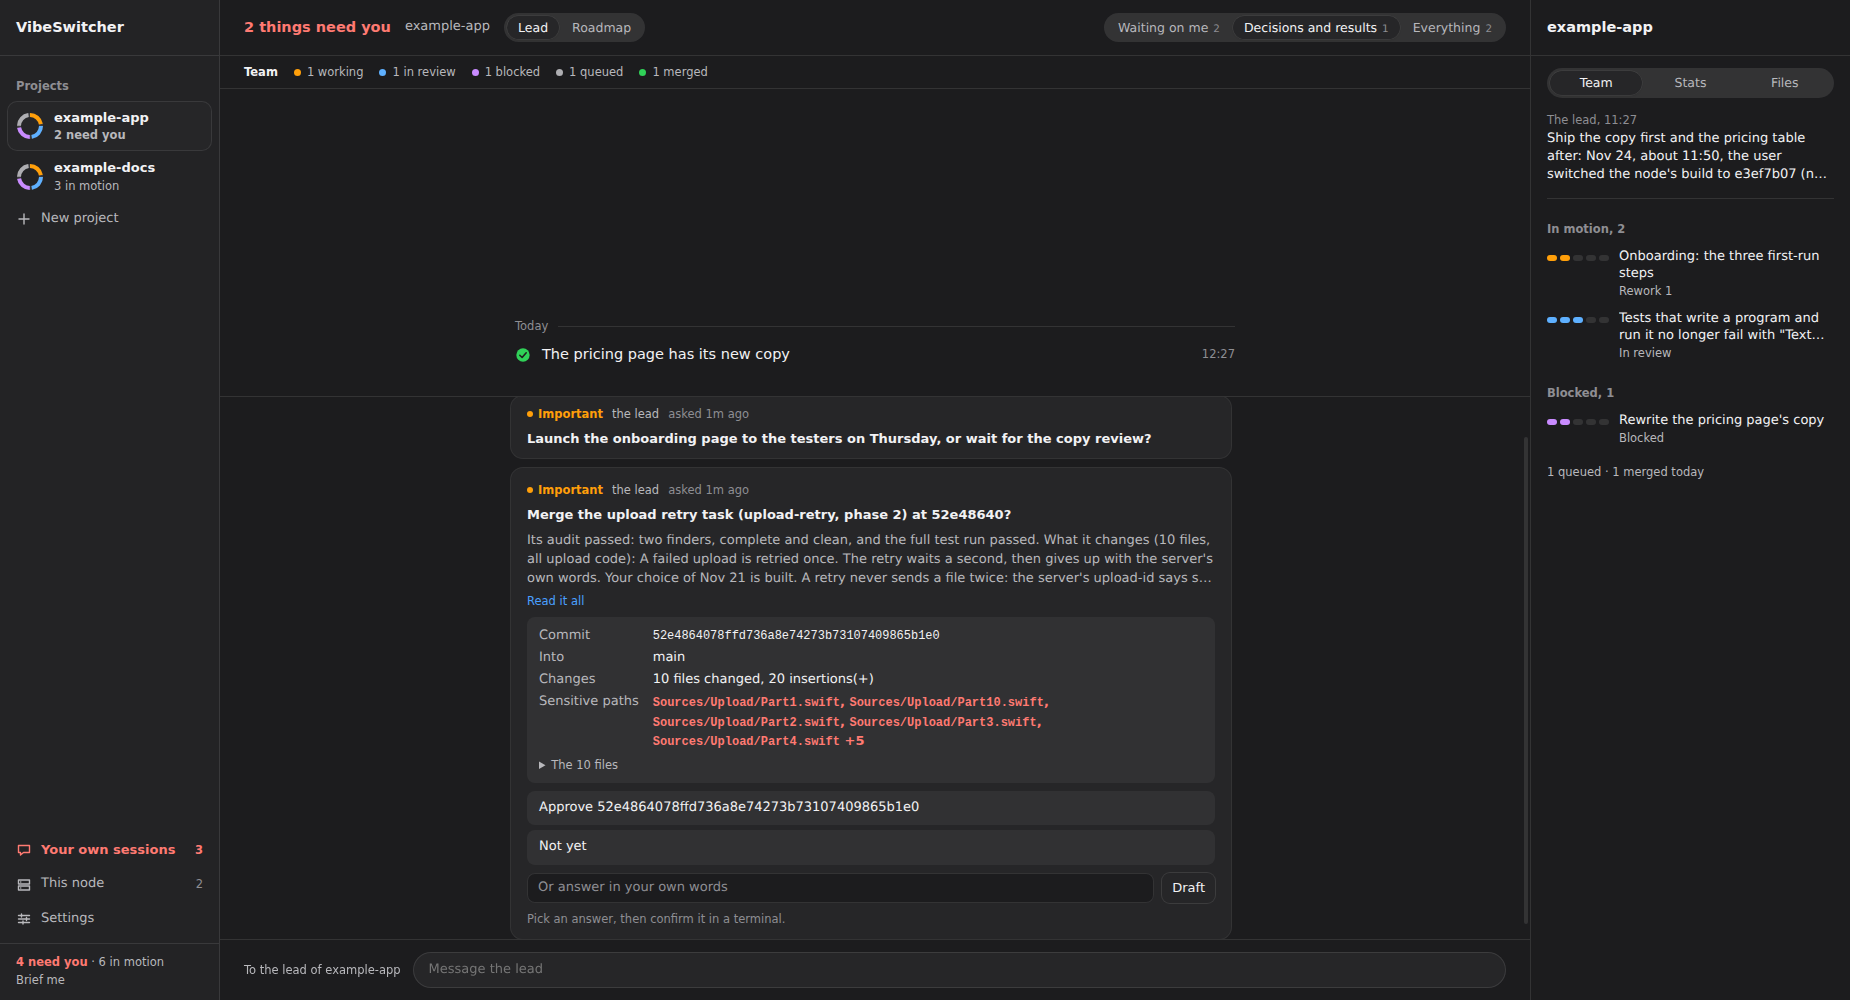 VibeSwitcher
Projects
example-app
2 need you
example-docs
3 in motion
New project
Your own sessions 3
This node 2
Settings
4 need you · 6 in motion
Brief me
2 things need you example-app Lead Roadmap
Waiting on me 2 Decisions and results 1 Everything 2
Team 1 working 1 in review 1 blocked 1 queued 1 merged
Today
The pricing page has its new copy 12:27
Important the lead asked 1m ago
Launch the onboarding page to the testers on Thursday, or wait for the copy review?
Important the lead asked 1m ago
Merge the upload retry task (upload-retry, phase 2) at 52e48640?
Its audit passed: two finders, complete and clean, and the full test run passed. What it changes (10 files,
all upload code): A failed upload is retried once. The retry waits a second, then gives up with the server's
own words. Your choice of Nov 21 is built. A retry never sends a file twice: the server's upload-id says s...
Read it all
Commit 52e4864078ffd736a8e74273b73107409865b1e0
Into main
Changes 10 files changed, 20 insertions(+)
Sensitive paths Sources/Upload/Part1.swift, Sources/Upload/Part10.swift,
Sources/Upload/Part2.swift, Sources/Upload/Part3.swift,
Sources/Upload/Part4.swift +5
The 10 files
Approve 52e4864078ffd736a8e74273b73107409865b1e0
Not yet
Or answer in your own words Draft
Pick an answer, then confirm it in a terminal.
To the lead of example-app Message the lead
example-app
Team Stats Files
The lead, 11:27
Ship the copy first and the pricing table
after: Nov 24, about 11:50, the user
switched the node's build to e3ef7b07 (n...
In motion, 2
Onboarding: the three first-run
steps
Rework 1
Tests that write a program and
run it no longer fail with "Text...
In review
Blocked, 1
Rewrite the pricing page's copy
Blocked
1 queued · 1 merged today